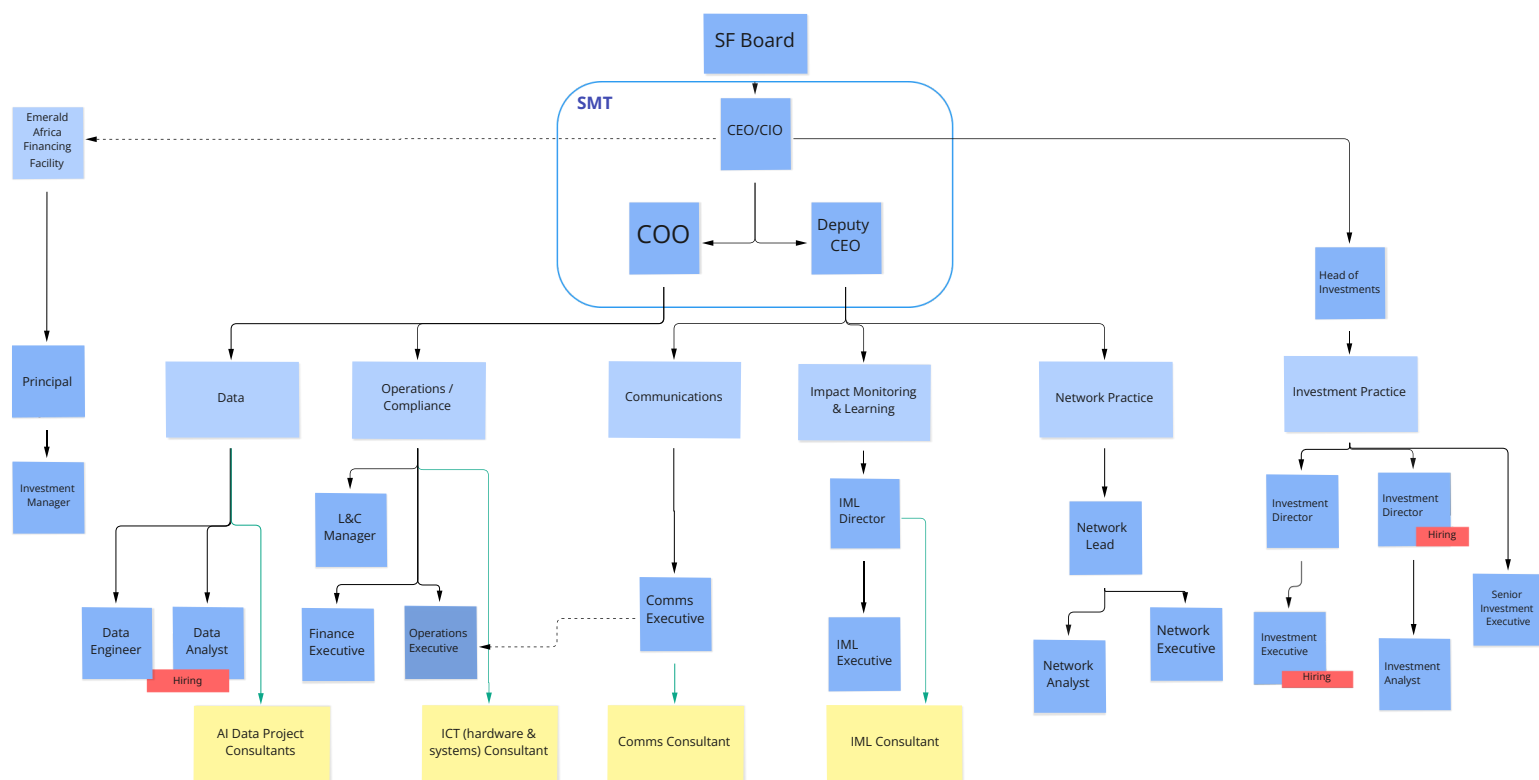 SF Board
SMT
CEO/CIO
Emerald
Africa
Financing
Facility
COO
Deputy
CEO
Head of
Investments
Principal
Data
Operations /
Compliance
Communications
Impact Monitoring
& Learning
Network Practice
Investment Practice
Investment
Manager
L&C
Manager
IML
Director
Network
Lead
Investment
Director
Investment
Director
Hiring
Data
Engineer
Data
Analyst
Hiring
Finance
Executive
Operations
Executive
Comms
Executive
IML
Executive
Network
Analyst
Network
Executive
Investment
Executive
Hiring
Investment
Analyst
Senior
Investment
Executive
AI Data Project
Consultants
ICT (hardware &
systems) Consultant
Comms Consultant
IML Consultant